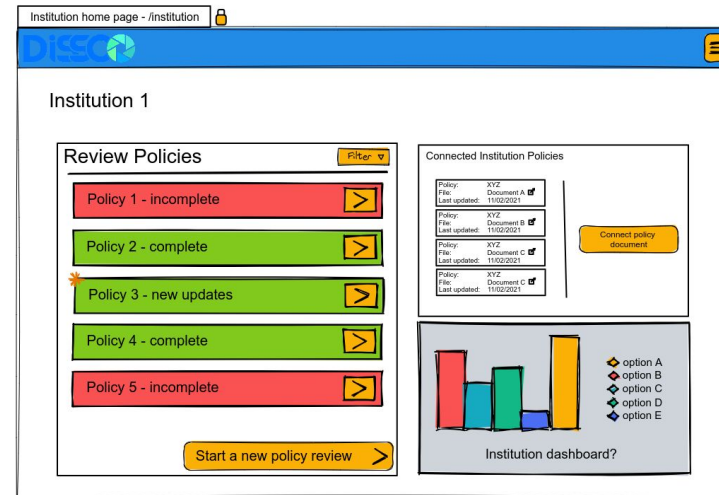 Institution home page - /institution
DiSSCo
Institution 1
Review Policies
Filter
Policy 1 - incomplete
Policy 2 - complete
Policy 3 - new updates
Policy 4 - complete
Policy 5 - incomplete
Start a new policy review
Connected Institution Policies
Policy: XYZ
File: Document A
Last updated: 11/02/2021
Policy: XYZ
File: Document B
Last updated: 11/02/2021
Policy: XYZ
File: Document C
Last updated: 11/02/2021
Policy: XYZ
File: Document C
Last updated: 11/02/2021
Connect policy
document
option A
option B
option C
option D
option E
Institution dashboard?